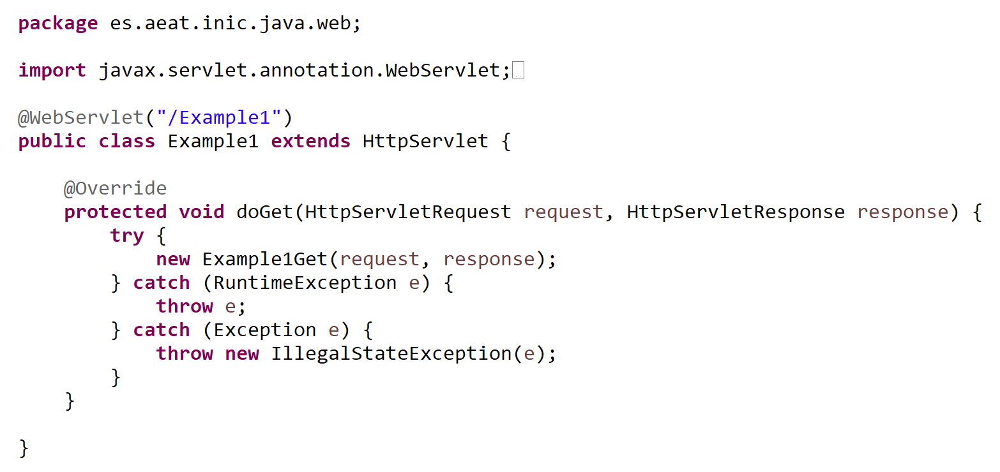 package es.aeat.inic.java.web;
import javax.servlet.annotation.WebServlet;
@WebServlet("/Example1")
public class Example1 extends HttpServlet {
@Override
protected void doGet(HttpServletRequest request, HttpServletResponse response) {
try {
new Example1Get(request, response);
} catch (RuntimeException e) {
throw e;
} catch (Exception e) {
throw new IllegalStateException(e);
}
}
}